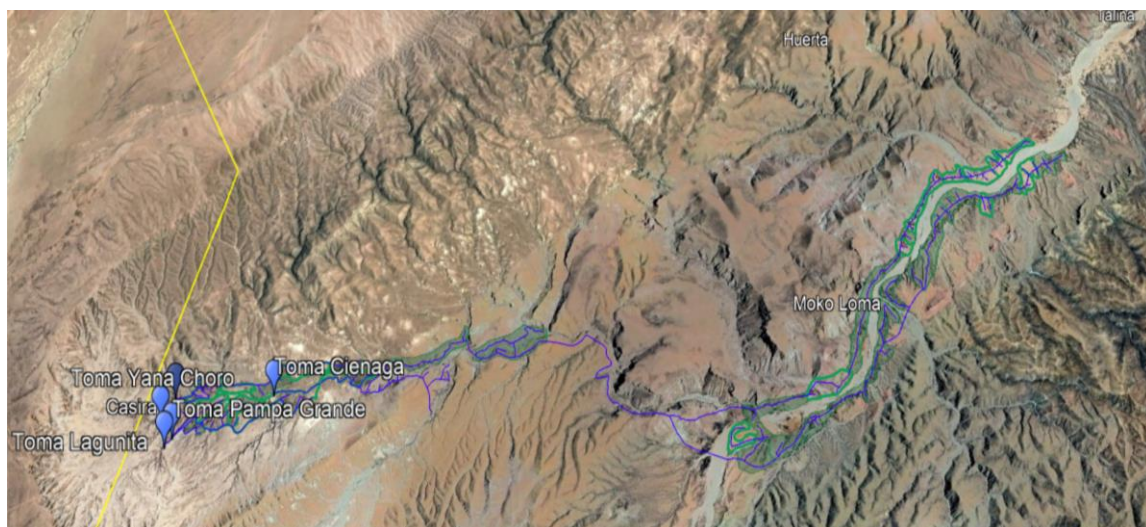 Talina
Huerta
Moko Loma
Toma Cienaga
Toma Yana Choro
Casira
Toma Pampa Grande
Toma Lagunita